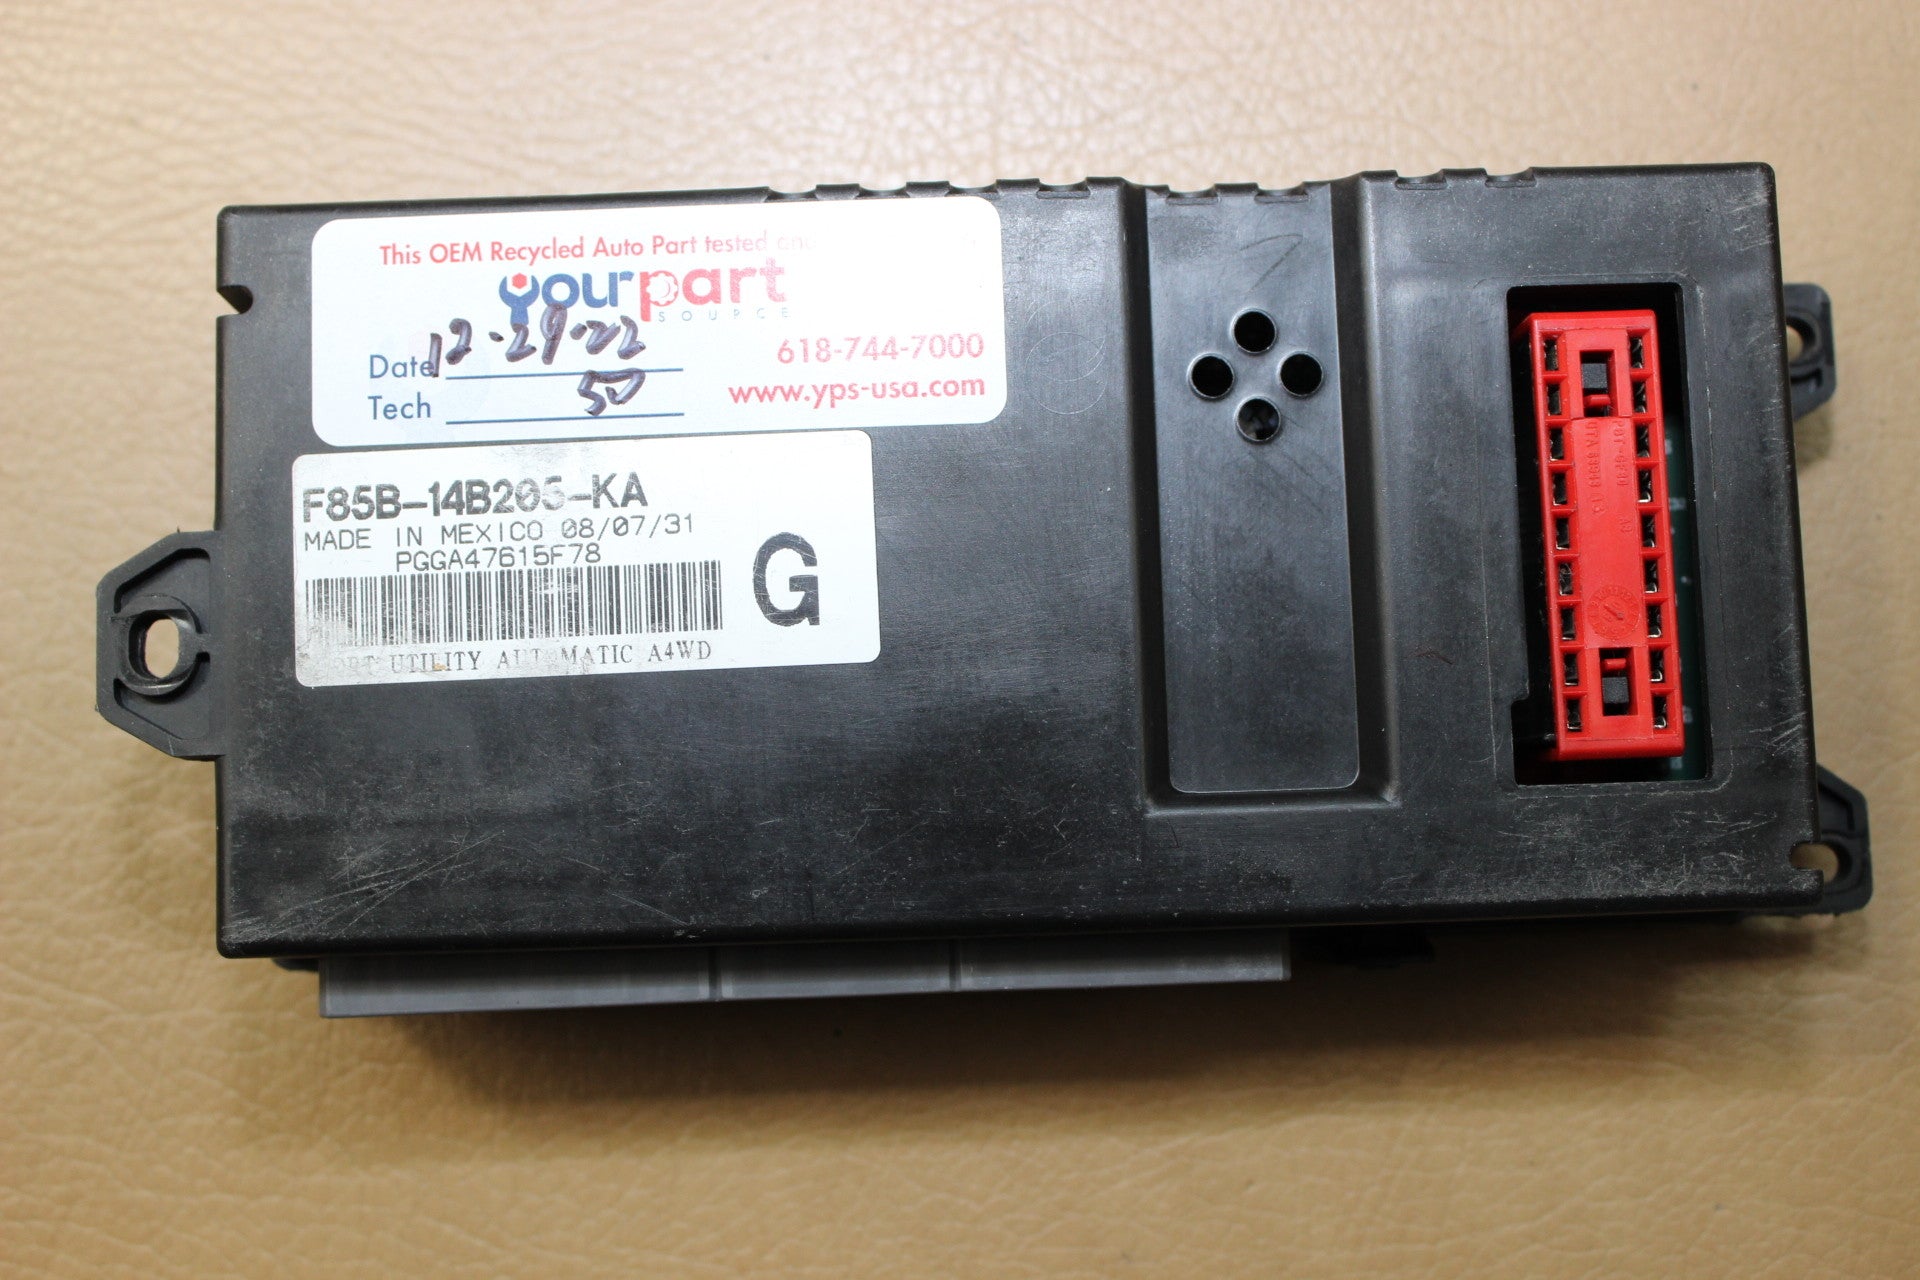 This OEM Recycled Auto Part tested and
yourpart
SOURCE
Date 12-29-22
618-744-7000
Tech 50
www.yps-usa.com
F85B-14B205-KA
MADE IN MEXICO 08/07/31
PGGA47615F78
G
UTILITY AUTOMATIC A4WD